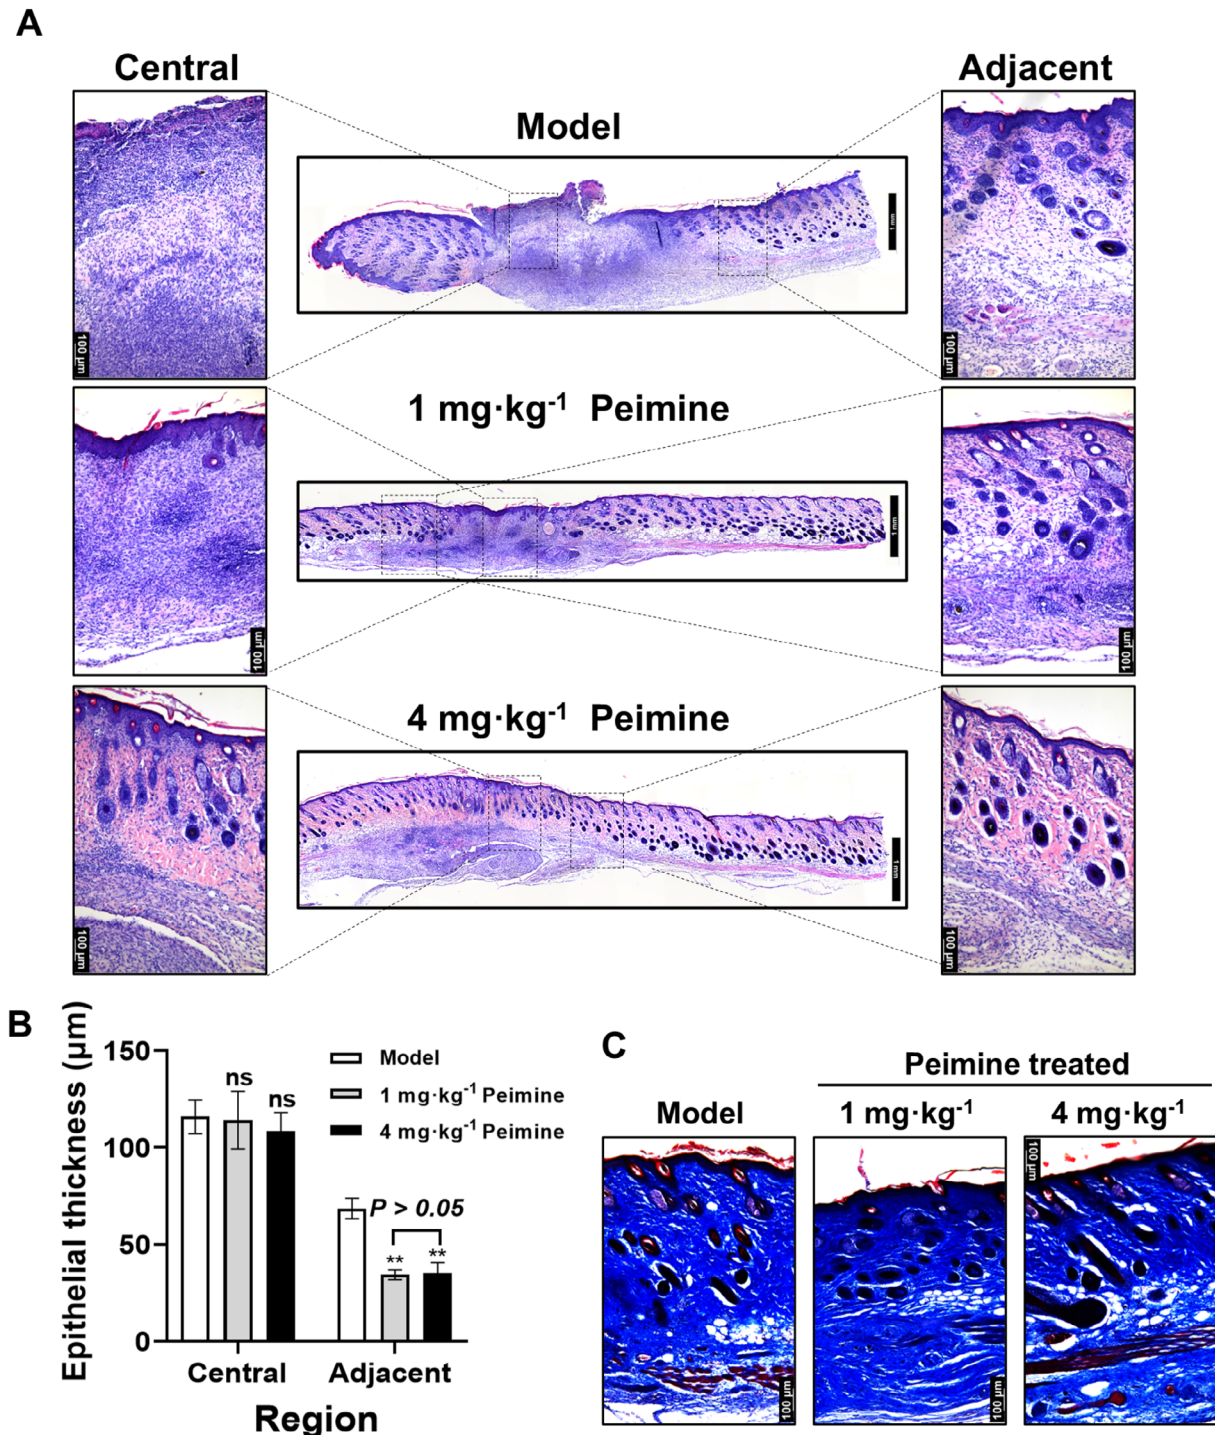 A
Central
Adjacent
Model
1 mm
100 µm
100 µm
1 mg·kg⁻¹ Peimine
1 mm
100 µm
100 µm
4 mg·kg⁻¹ Peimine
1 mm
100 µm
100 µm
B
Epithelial thickness (µm)
150
100
50
0
ns
ns
Model
1 mg·kg⁻¹ Peimine
4 mg·kg⁻¹ Peimine
P > 0.05
**
**
Central
Adjacent
Region
C
Peimine treated
Model
1 mg·kg⁻¹
4 mg·kg⁻¹
100 µm
100 µm
100 µm
100 µm